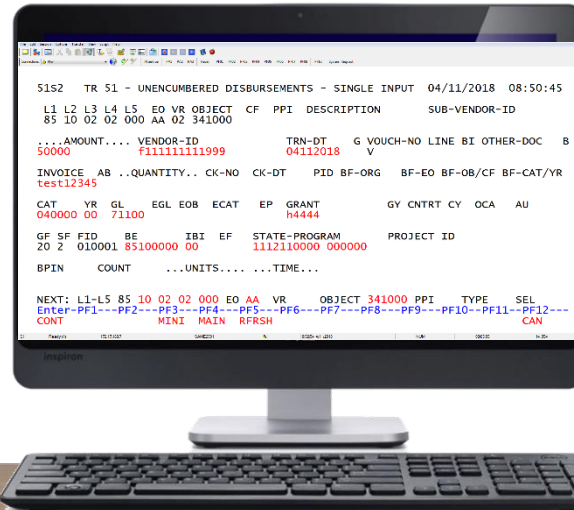 51S2 TR 51 - UNENCUMBERED DISBURSEMENTS - SINGLE INPUT 04/11/2018 08:50:45
L1 L2 L3 L4 L5 EO VR OBJECT CF PPI DESCRIPTION SUB-VENDOR-ID
85 10 02 02 000 AA 02 341000
....AMOUNT.... VENDOR-ID TRN-DT G VOUCH-NO LINE BI OTHER-DOC B
50000 f111111111999 04112018 V
INVOICE AB ..QUANTITY.. CK-NO CK-DT PID BF-ORG BF-EO BF-OB/CF BF-CAT/YR
test12345
CAT YR GL EGL EOB ECAT EP GRANT GY CNTRT CY OCA AU
040000 00 71100 h4444
GF SF FID BE IBI EF STATE-PROGRAM PROJECT ID
20 2 010001 85100000 00 1112110000 000000
BPIN COUNT ...UNITS.... ...TIME...
NEXT: L1-L5 85 10 02 02 000 EO AA VR OBJECT 341000 PPI TYPE SEL
Enter-PF1---PF2---PF3---PF4---PF5---PF6---PF7---PF8---PF9---PF10--PF11--PF12---
CONT MINI MAIN RFRSH CAN
inspiron